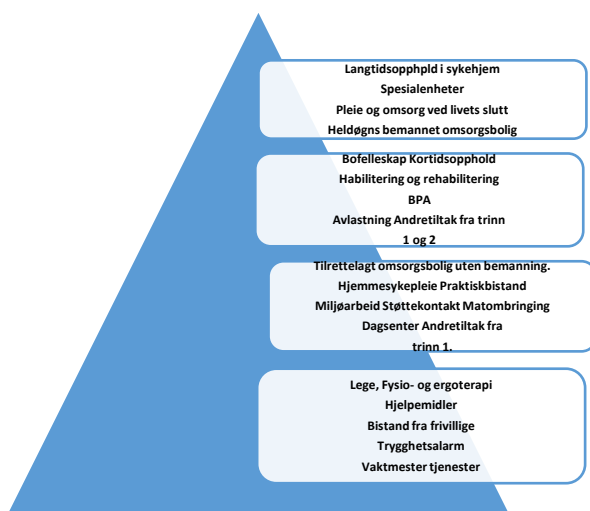 Langtidsopphpld i sykehjem
Spesialenheter
Pleie og omsorg ved livets slutt
Heldøgns bemannet omsorgsbolig
Bofelleskap Kortidsopphold
Habilitering og rehabilitering
BPA
Avlastning Andretiltak fra trinn
1 og 2
Tilrettelagt omsorgsbolig uten bemanning.
Hjemmesykepleie Praktiskbistand
Miljøarbeid Støttekontakt Matombringing
Dagsenter Andretiltak fra
trinn 1.
Lege, Fysio- og ergoterapi
Hjelpemidler
Bistand fra frivillige
Trygghetsalarm
Vaktmester tjenester